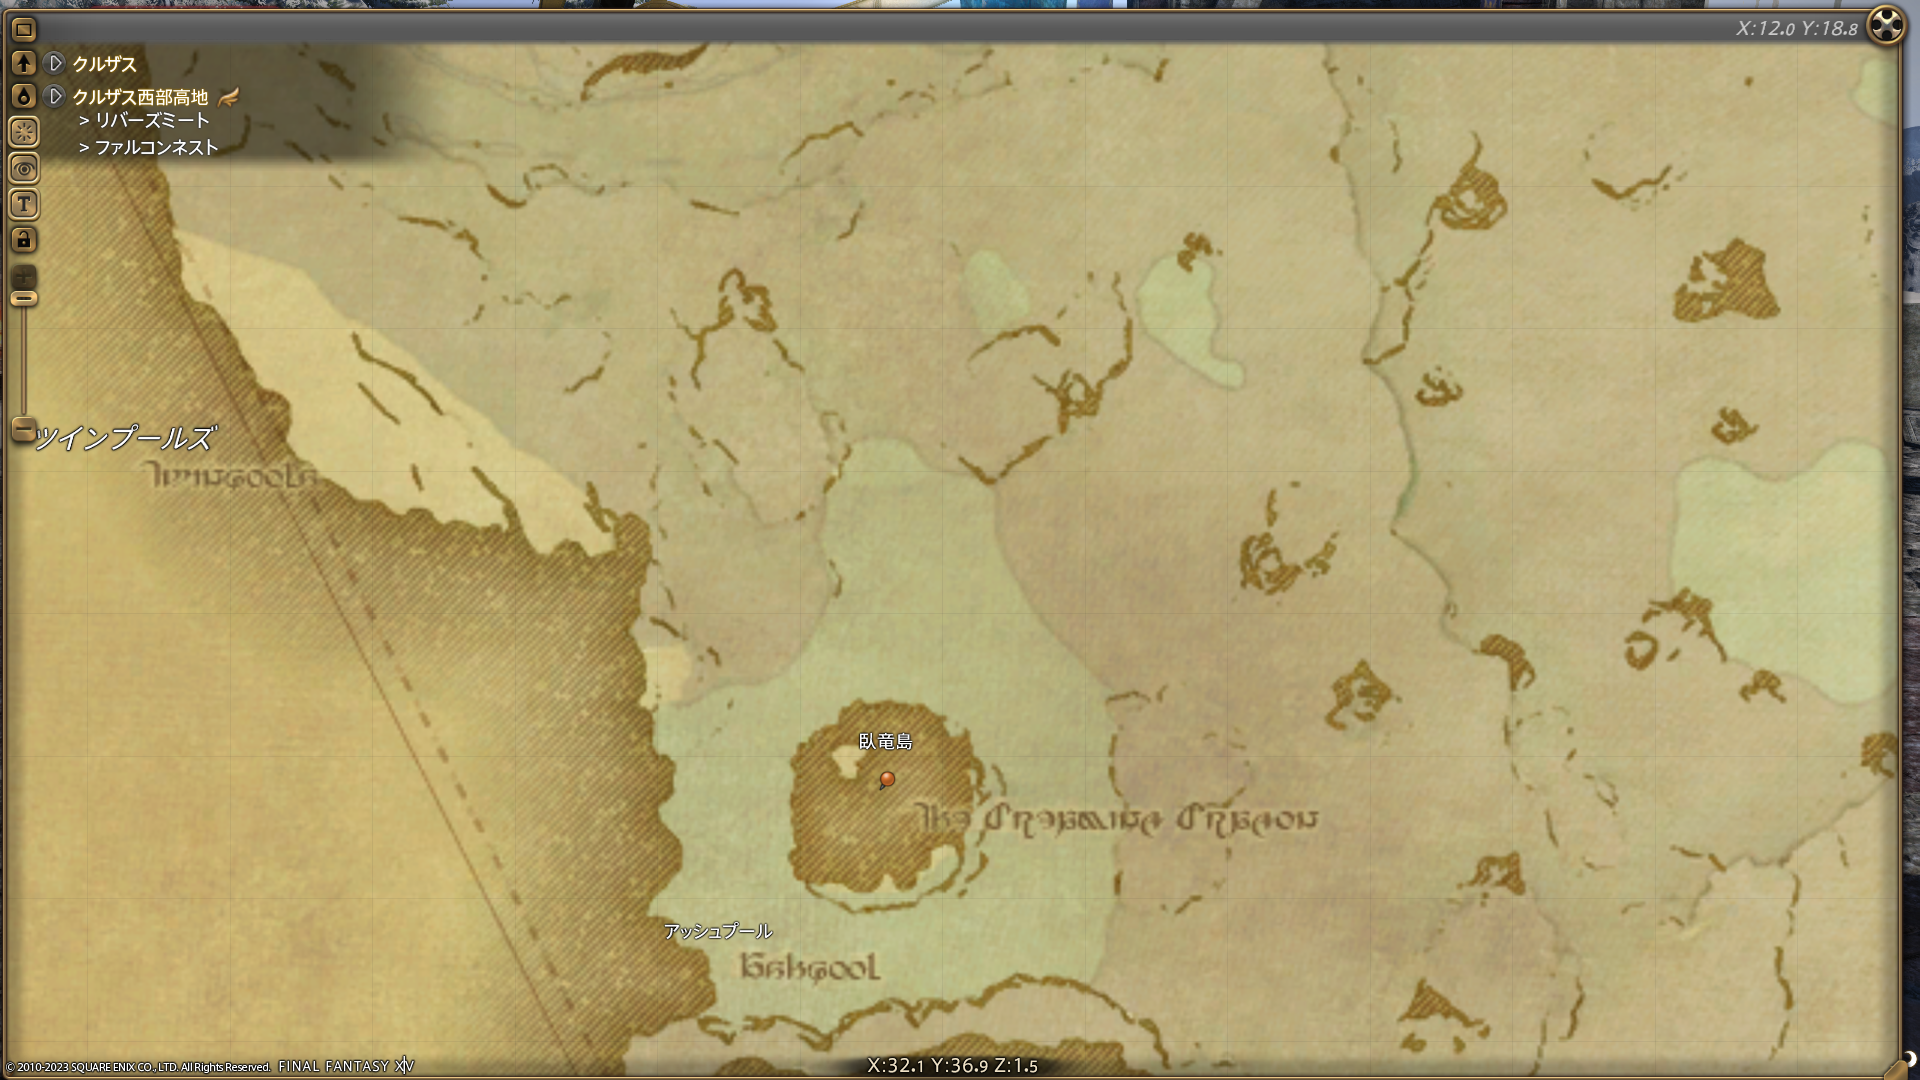 X:12.0 Y:18.8
クルザス
クルザス西部高地
> リバーズミート
> ファルコンネスト
T
ツインプールズ
臥竜島
アッシュプール
© 2010-2023 SQUARE ENIX CO., LTD. All Rights Reserved. FINAL FANTASY XIV
X:32.1 Y:36.9 Z:1.5